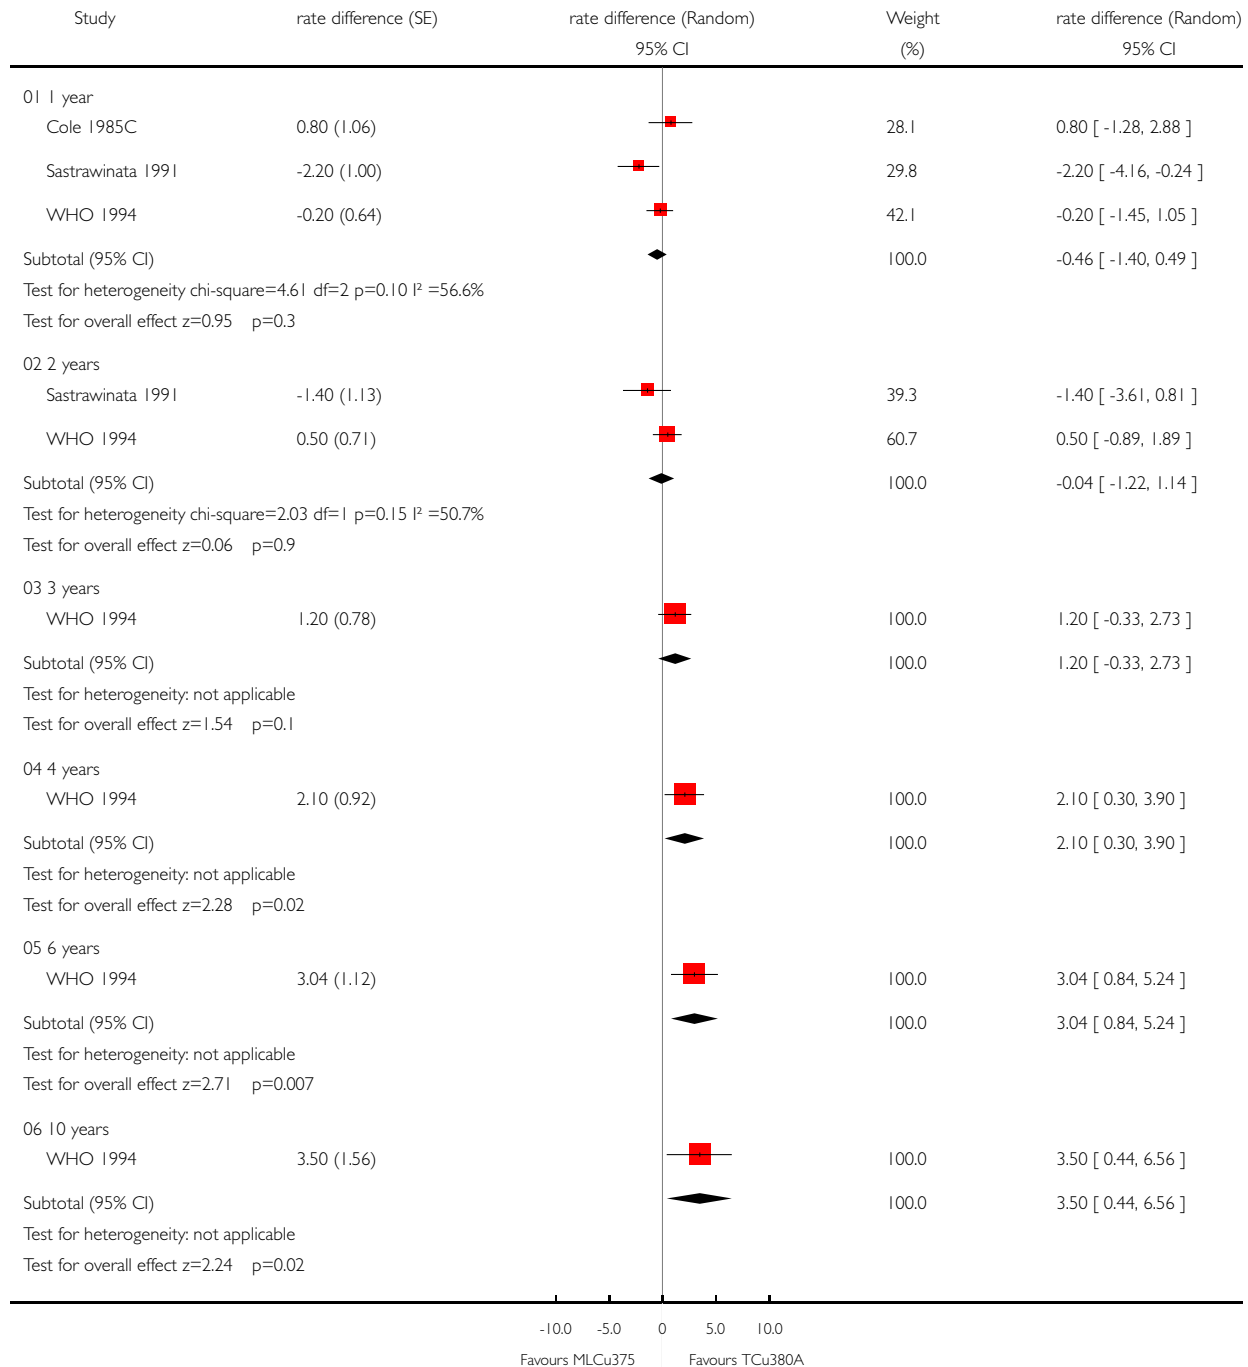 Study rate difference (SE) rate difference (Random) Weight rate difference (Random)
95% CI (%) 95% CI
01 1 year
Cole 1985C 0.80 (1.06) 28.1 0.80 [ -1.28, 2.88 ]
Sastrawinata 1991 -2.20 (1.00) 29.8 -2.20 [ -4.16, -0.24 ]
WHO 1994 -0.20 (0.64) 42.1 -0.20 [ -1.45, 1.05 ]
Subtotal (95% CI) 100.0 -0.46 [ -1.40, 0.49 ]
Test for heterogeneity chi-square=4.61 df=2 p=0.10 I² =56.6%
Test for overall effect z=0.95 p=0.3
02 2 years
Sastrawinata 1991 -1.40 (1.13) 39.3 -1.40 [ -3.61, 0.81 ]
WHO 1994 0.50 (0.71) 60.7 0.50 [ -0.89, 1.89 ]
Subtotal (95% CI) 100.0 -0.04 [ -1.22, 1.14 ]
Test for heterogeneity chi-square=2.03 df=1 p=0.15 I² =50.7%
Test for overall effect z=0.06 p=0.9
03 3 years
WHO 1994 1.20 (0.78) 100.0 1.20 [ -0.33, 2.73 ]
Subtotal (95% CI) 100.0 1.20 [ -0.33, 2.73 ]
Test for heterogeneity: not applicable
Test for overall effect z=1.54 p=0.1
04 4 years
WHO 1994 2.10 (0.92) 100.0 2.10 [ 0.30, 3.90 ]
Subtotal (95% CI) 100.0 2.10 [ 0.30, 3.90 ]
Test for heterogeneity: not applicable
Test for overall effect z=2.28 p=0.02
05 6 years
WHO 1994 3.04 (1.12) 100.0 3.04 [ 0.84, 5.24 ]
Subtotal (95% CI) 100.0 3.04 [ 0.84, 5.24 ]
Test for heterogeneity: not applicable
Test for overall effect z=2.71 p=0.007
06 10 years
WHO 1994 3.50 (1.56) 100.0 3.50 [ 0.44, 6.56 ]
Subtotal (95% CI) 100.0 3.50 [ 0.44, 6.56 ]
Test for heterogeneity: not applicable
Test for overall effect z=2.24 p=0.02
-10.0 -5.0 0 5.0 10.0
Favours MLCu375 Favours TCu380A